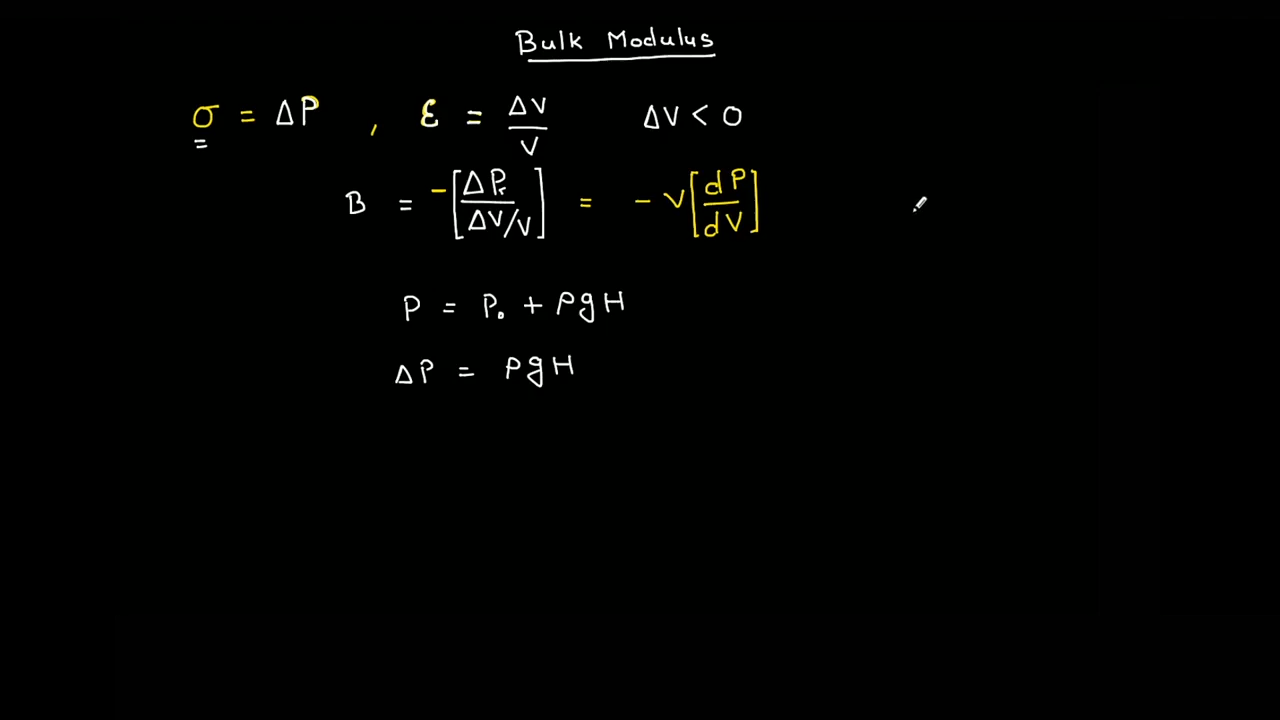 Bulk Modulus
σ = ΔP , ε = ΔV/V ΔV < 0
B = -[ΔP/ΔV/V] = - V[dP/dV]
P = P₀ + ρgH
ΔP = ρgH